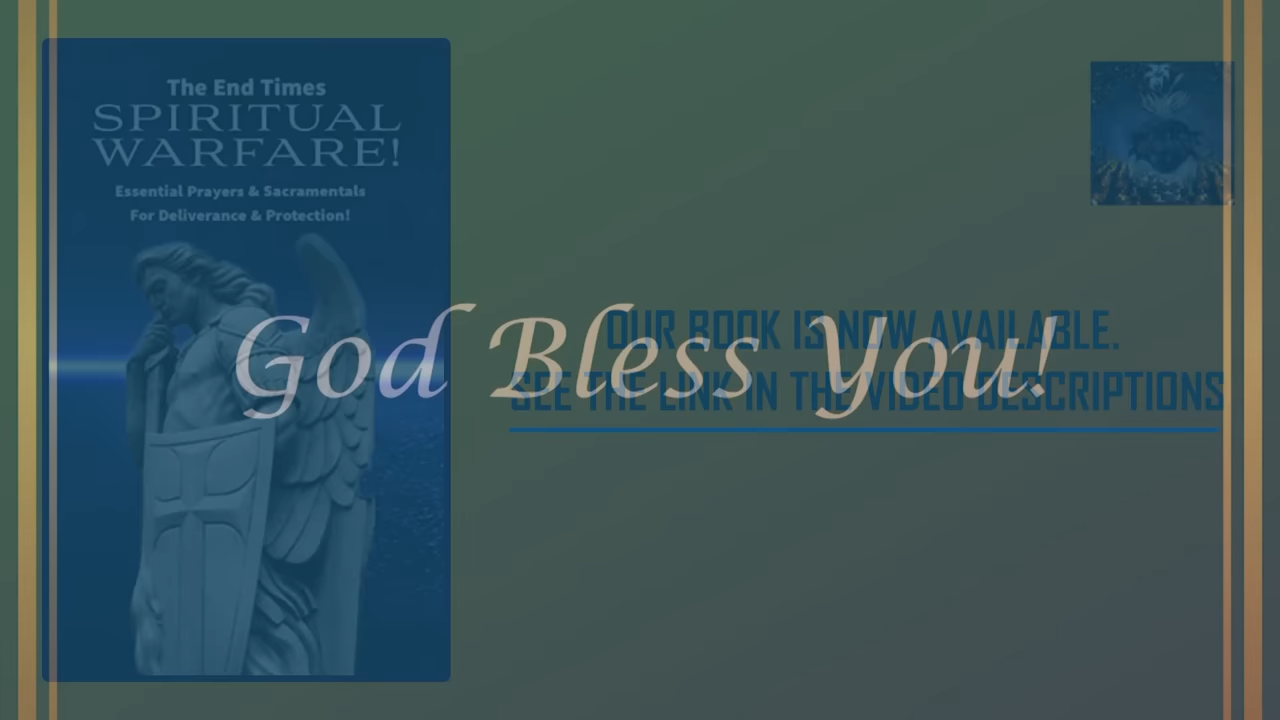 The End Times
SPIRITUAL
WARFARE!
Essential Prayers & Sacramentals
For Deliverance & Protection!
God Bless You!
OUR BOOK IS NOW AVAILABLE.
SEE THE LINK IN THE VIDEO DESCRIPTIONS